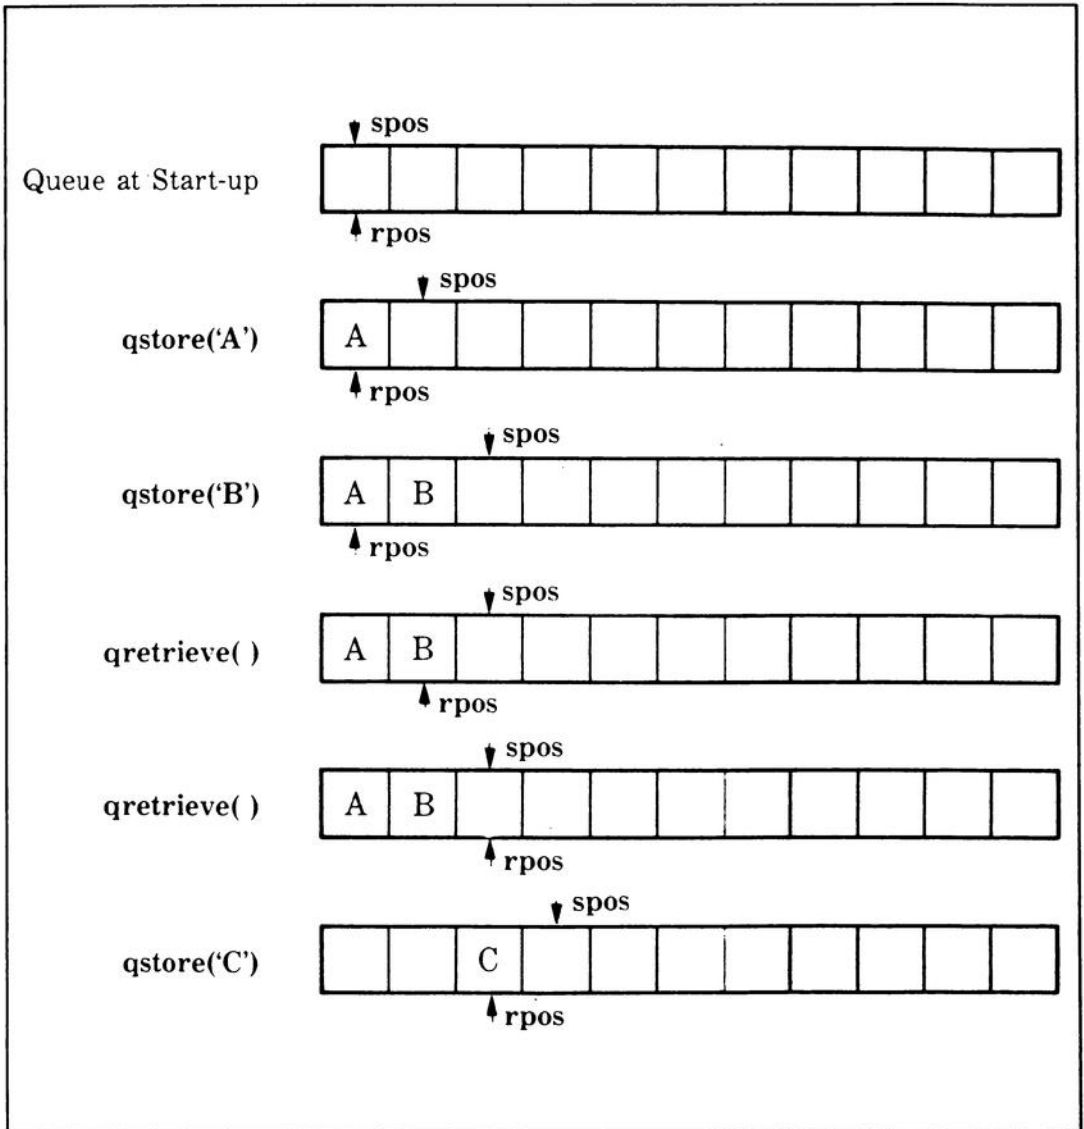 spos
Queue at Start-up
rpos
spos
qstore(‘A’)
A
rpos
spos
qstore(‘B’)
A B
rpos
spos
qretrieve( )
A B
rpos
spos
qretrieve( )
A B
rpos
spos
qstore(‘C’)
C
rpos